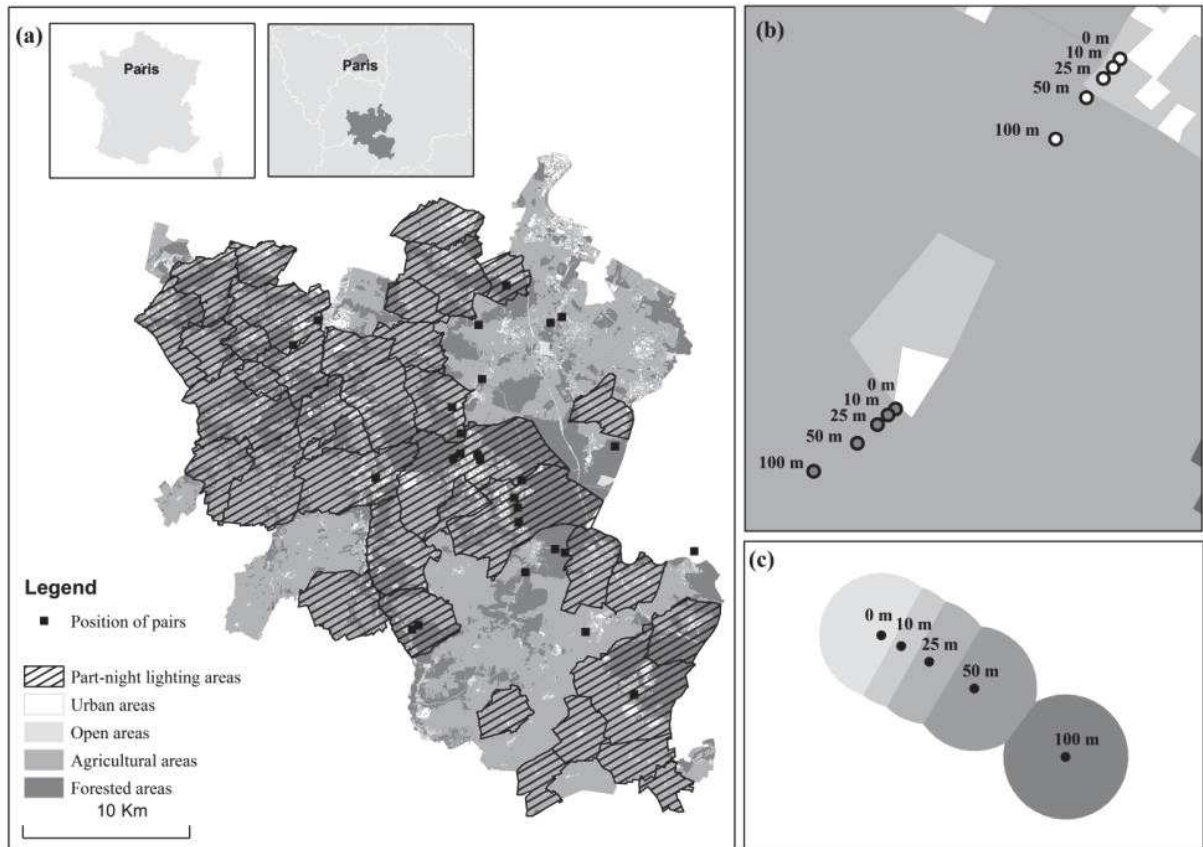 (a)
Paris
Paris
Legend
Position of pairs
Part-night lighting areas
Urban areas
Open areas
Agricultural areas
Forested areas
10 Km
(b)
0 m
10 m
25 m
50 m
100 m
0 m
10 m
25 m
50 m
100 m
(c)
0 m
10 m
25 m
50 m
100 m